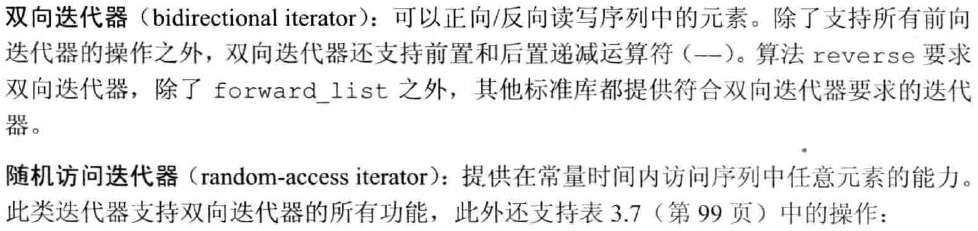 双向迭代器（bidirectional iterator）：可以正向/反向读写序列中的元素。除了支持所有前向
迭代器的操作之外，双向迭代器还支持前置和后置递减运算符（--）。算法 reverse 要求
双向迭代器，除了 forward_list 之外，其他标准库都提供符合双向迭代器要求的迭代
器。
随机访问迭代器（random-access iterator）：提供在常量时间内访问序列中任意元素的能力。
此类迭代器支持双向迭代器的所有功能，此外还支持表 3.7（第 99 页）中的操作：